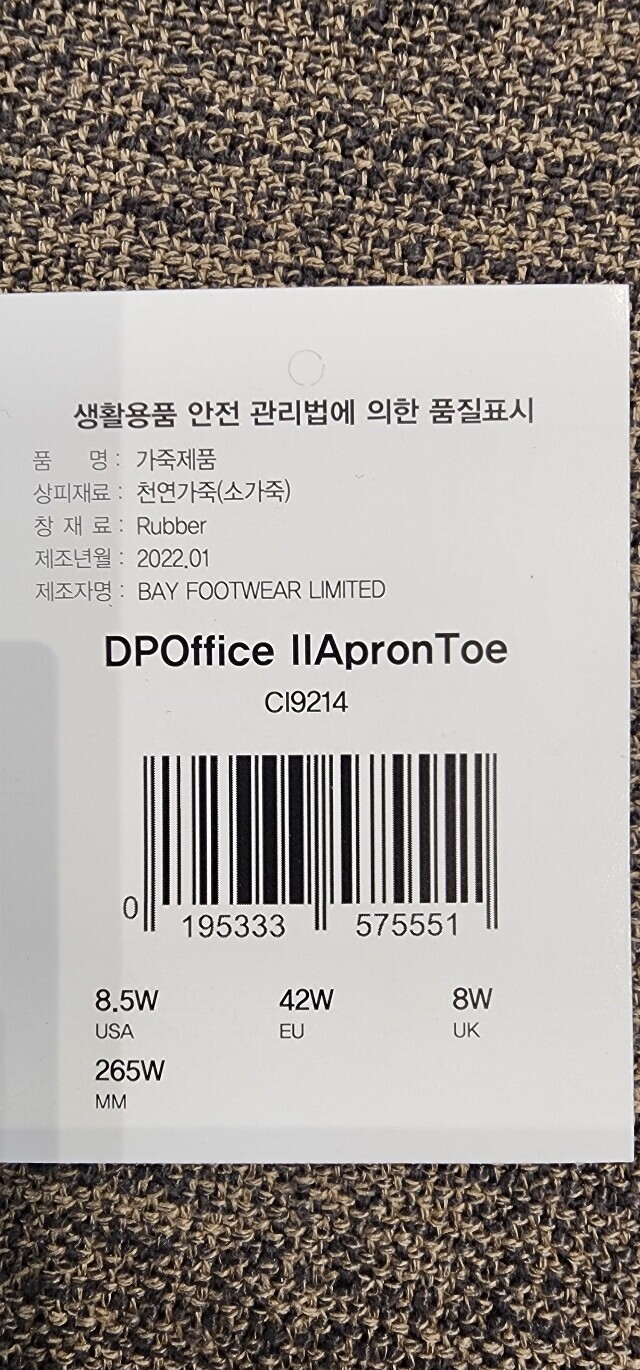 생활용품 안전 관리법에 의한 품질표시
품 명 : 가죽제품
상피재료 : 천연가죽(소가죽)
창 재 료 : Rubber
제조년월 : 2022.01
제조자명 : BAY FOOTWEAR LIMITED
DPOffice IIApronToe
CI9214
0 195333 575551
8.5W 42W 8W
USA EU UK
265W
MM